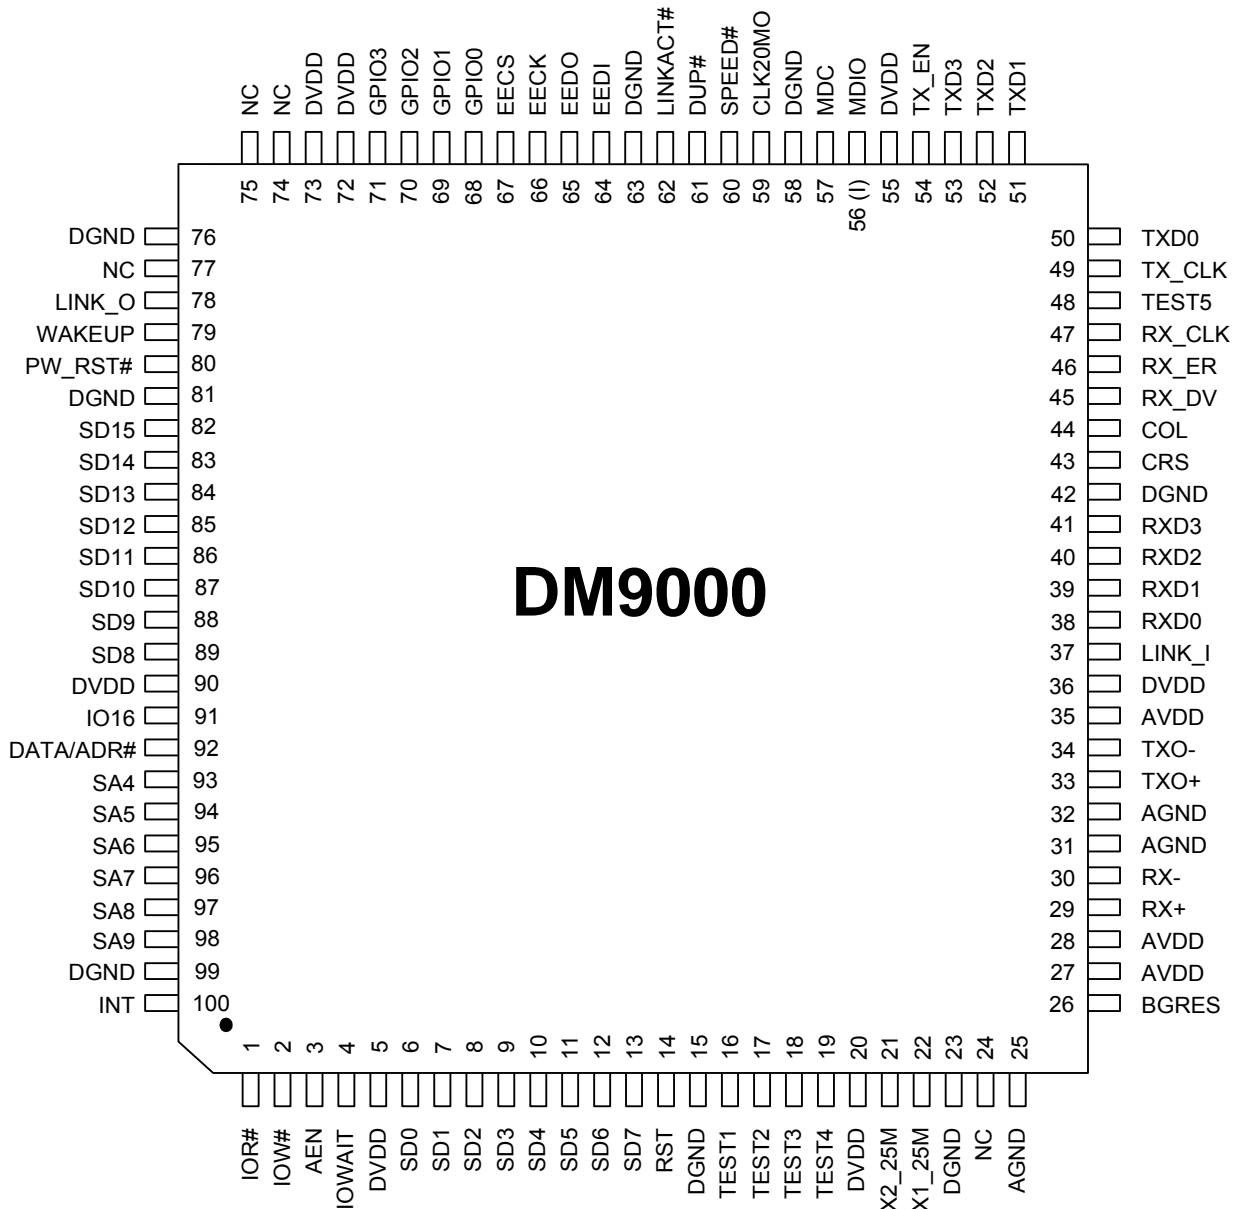 NC
NC
DVDD
DVDD
GPIO3
GPIO2
GPIO1
GPIO0
EECS
EECK
EEDO
EEDI
DGND
LINKACT#
DUP#
SPEED#
CLK20MO
DGND
MDC
MDIO
DVDD
TX_EN
TXD3
TXD2
TXD1
75
74
73
72
71
70
69
68
67
66
65
64
63
62
61
60
59
58
57
56 (I)
55
54
53
52
51
DGND 76
NC 77
LINK_O 78
WAKEUP 79
PW_RST# 80
DGND 81
SD15 82
SD14 83
SD13 84
SD12 85
SD11 86
SD10 87
SD9 88
SD8 89
DVDD 90
IO16 91
DATA/ADR# 92
SA4 93
SA5 94
SA6 95
SA7 96
SA8 97
SA9 98
DGND 99
INT 100
DM9000
50 TXD0
49 TX_CLK
48 TEST5
47 RX_CLK
46 RX_ER
45 RX_DV
44 COL
43 CRS
42 DGND
41 RXD3
40 RXD2
39 RXD1
38 RXD0
37 LINK_I
36 DVDD
35 AVDD
34 TXO-
33 TXO+
32 AGND
31 AGND
30 RX-
29 RX+
28 AVDD
27 AVDD
26 BGRES
1
2
3
4
5
6
7
8
9
10
11
12
13
14
15
16
17
18
19
20
21
22
23
24
25
IOR#
IOW#
AEN
IOWAIT
DVDD
SD0
SD1
SD2
SD3
SD4
SD5
SD6
SD7
RST
DGND
TEST1
TEST2
TEST3
TEST4
DVDD
X2_25M
X1_25M
DGND
NC
AGND